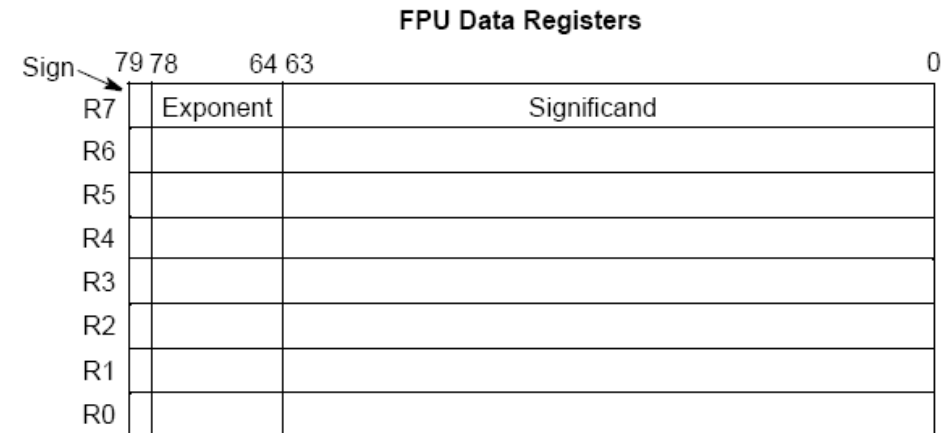 FPU Data Registers
Sign 79 78 64 63 0
R7 Exponent Significand
R6
R5
R4
R3
R2
R1
R0